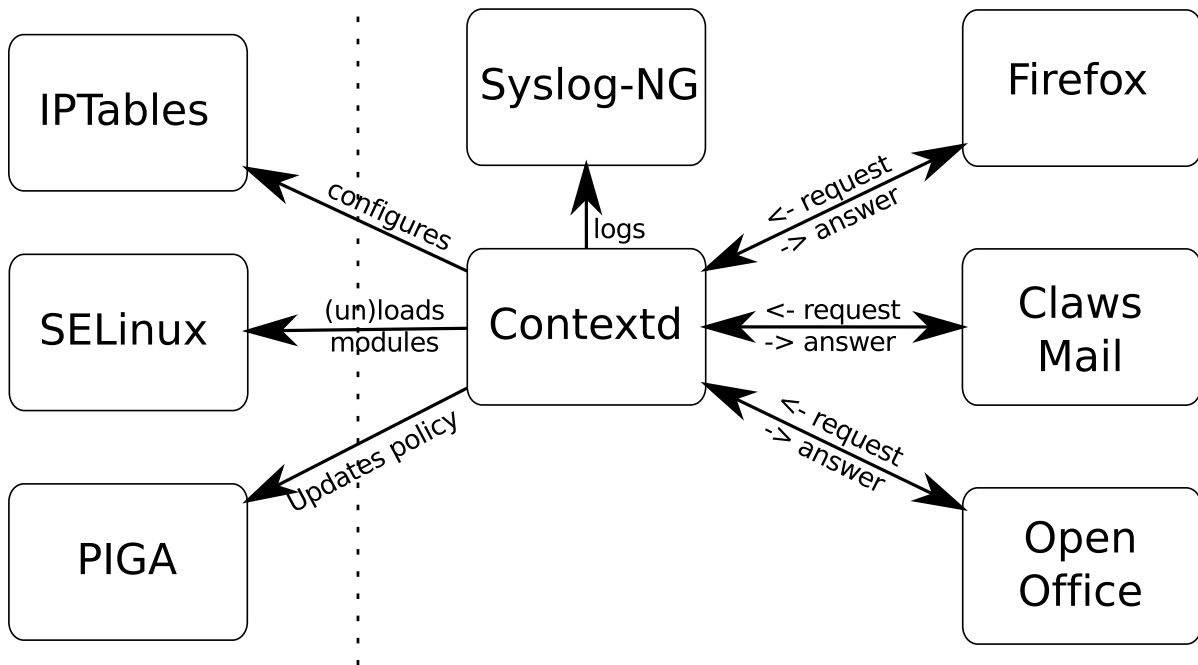 IPTables
Syslog-NG
Firefox
configures
logs
<- request
-> answer
SELinux
(un)loads
modules
Contextd
<- request
-> answer
Claws
Mail
Updates policy
<- request
-> answer
PIGA
Open
Office